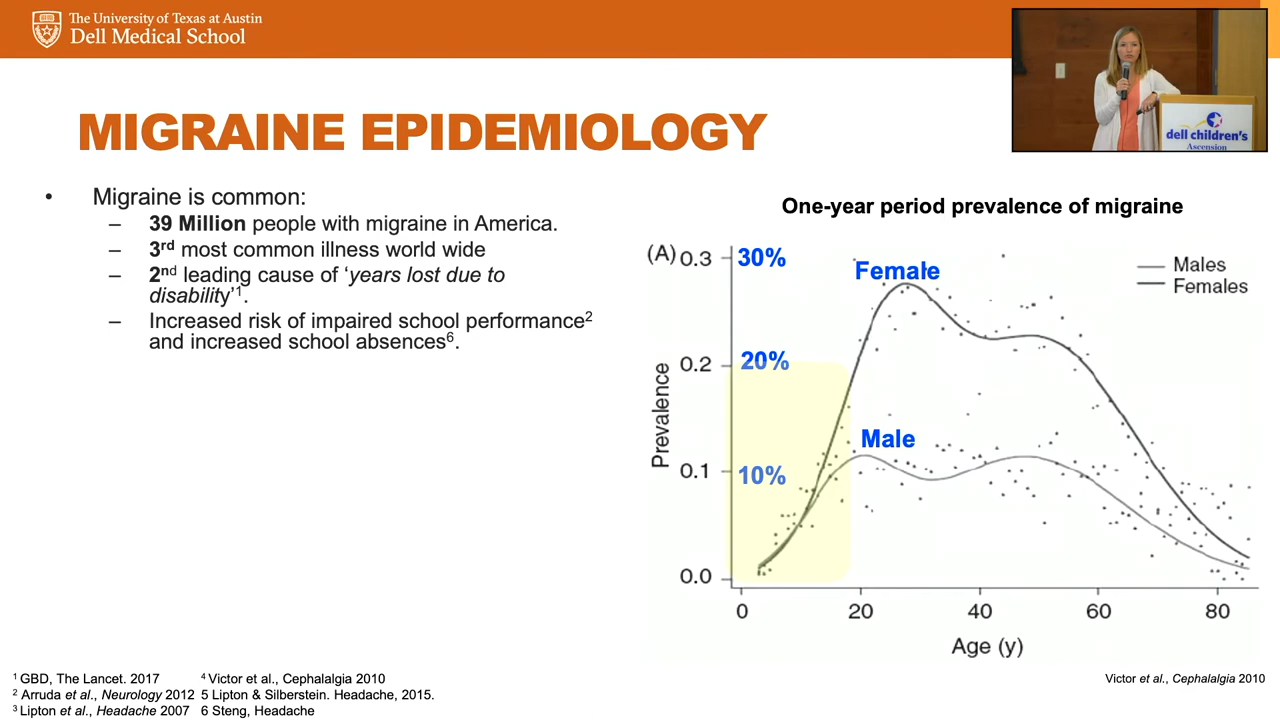 The University of Texas at Austin
Dell Medical School
dell children's
Ascension
MIGRAINE EPIDEMIOLOGY
• Migraine is common:
– 39 Million people with migraine in America.
– 3rd most common illness world wide
– 2nd leading cause of ‘years lost due to
disability’1.
– Increased risk of impaired school performance2
and increased school absences6.
One-year period prevalence of migraine
(A)
0.3
30%
Female
Males
Females
0.2
20%
Male
0.1
10%
0.0
Prevalence
0
20
40
60
80
Age (y)
1 GBD, The Lancet. 2017
2 Arruda et al., Neurology 2012
3 Lipton et al., Headache 2007
4 Victor et al., Cephalalgia 2010
5 Lipton & Silberstein. Headache, 2015.
6 Steng, Headache
Victor et al., Cephalalgia 2010